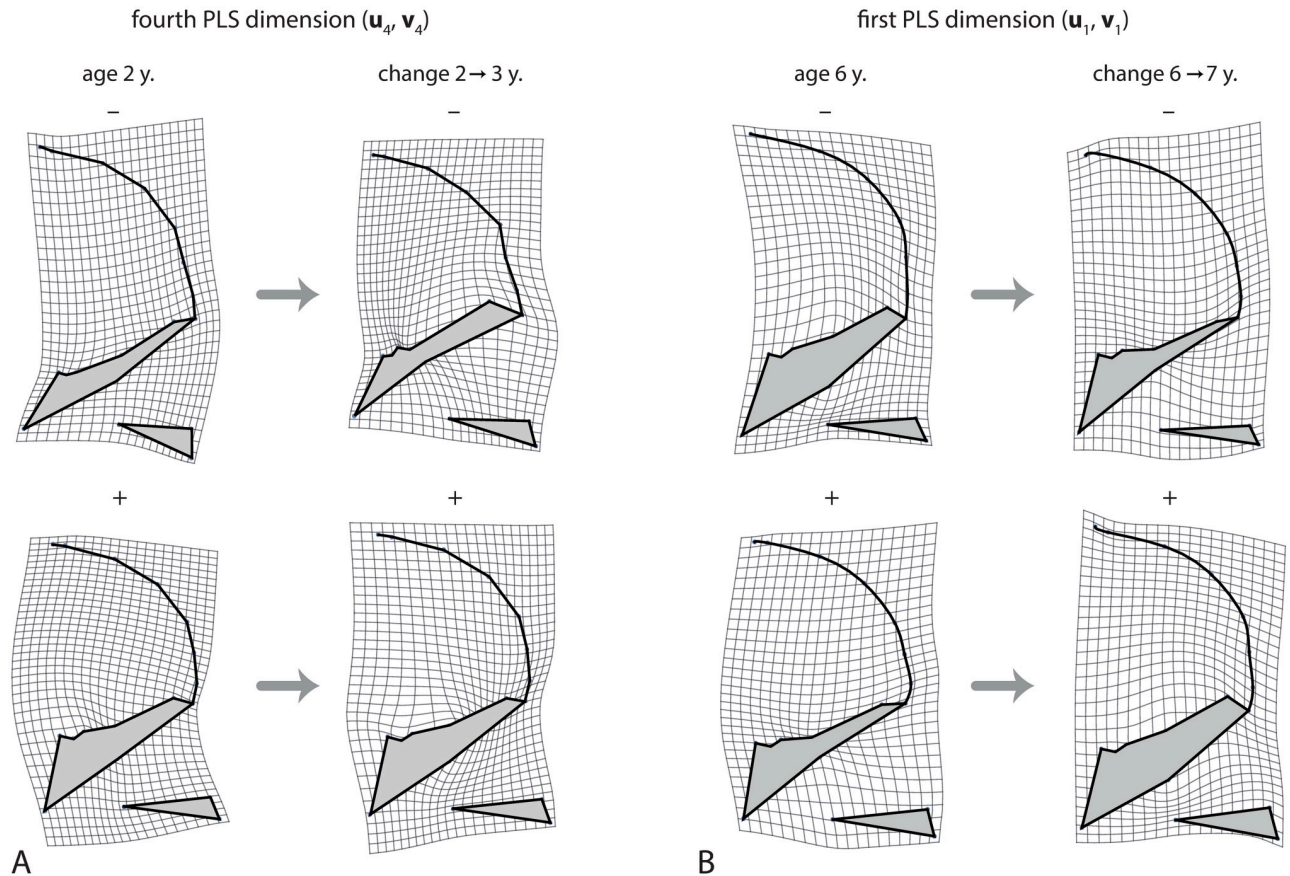 fourth PLS dimension (u4, v4)
age 2 y.
change 2→3 y.
–
–
+
+
A
first PLS dimension (u1, v1)
age 6 y.
change 6→7 y.
–
–
+
+
B